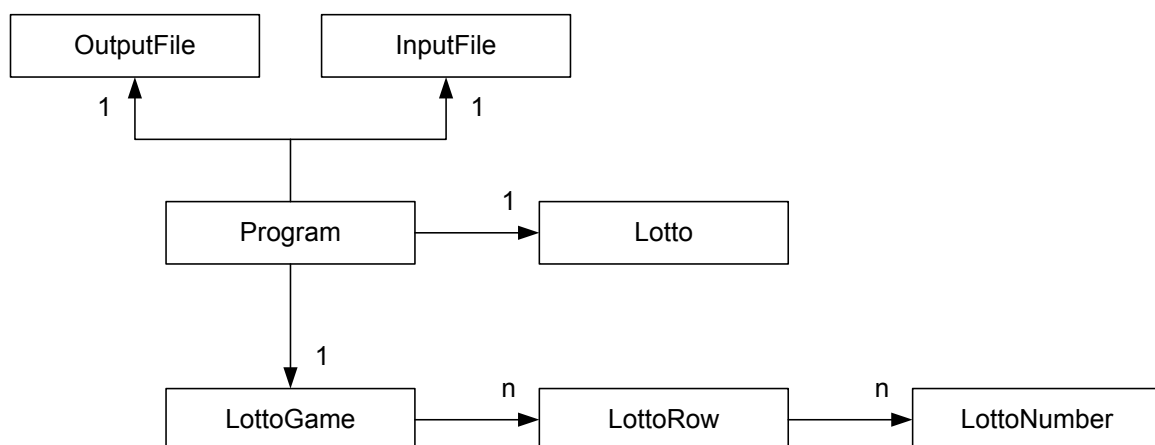 OutputFile
InputFile
1
1
Program
1
Lotto
1
LottoGame
n
LottoRow
n
LottoNumber